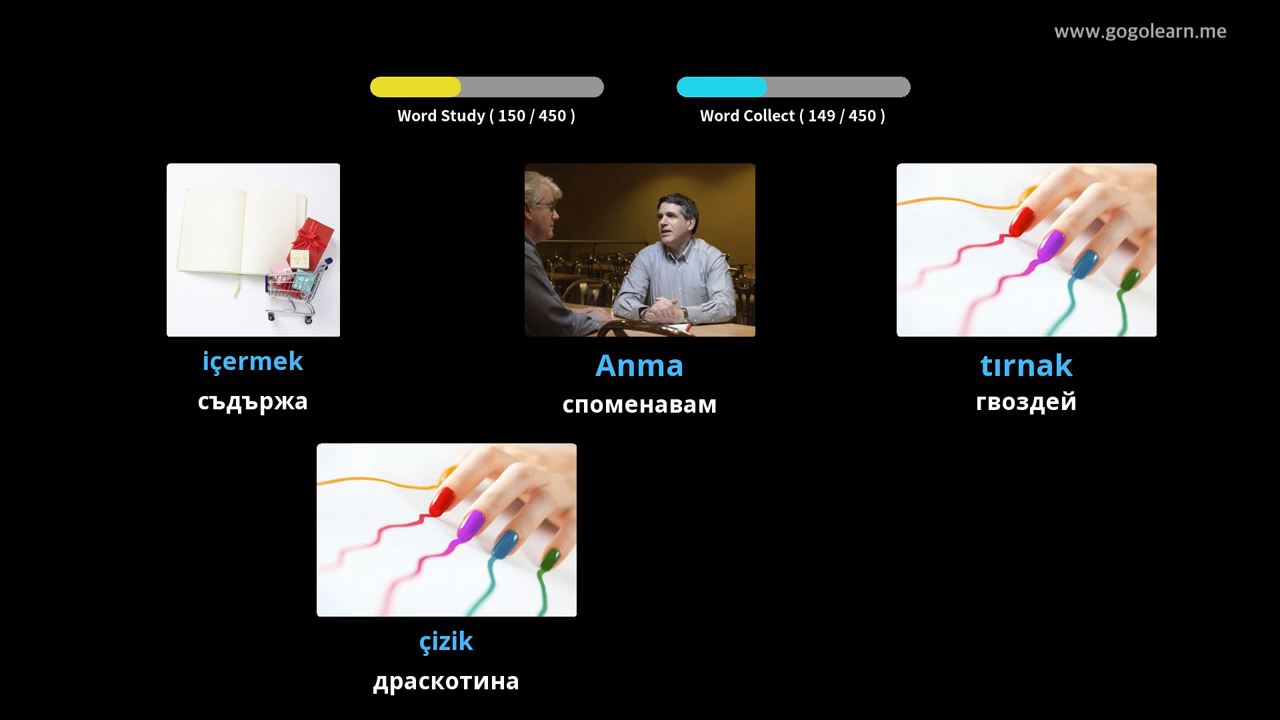 www.gogolearn.me
Word Study ( 150 / 450 )
Word Collect ( 149 / 450 )
içermek
съдържа
Anma
споменавам
tırnak
гвоздей
çizik
драскотина